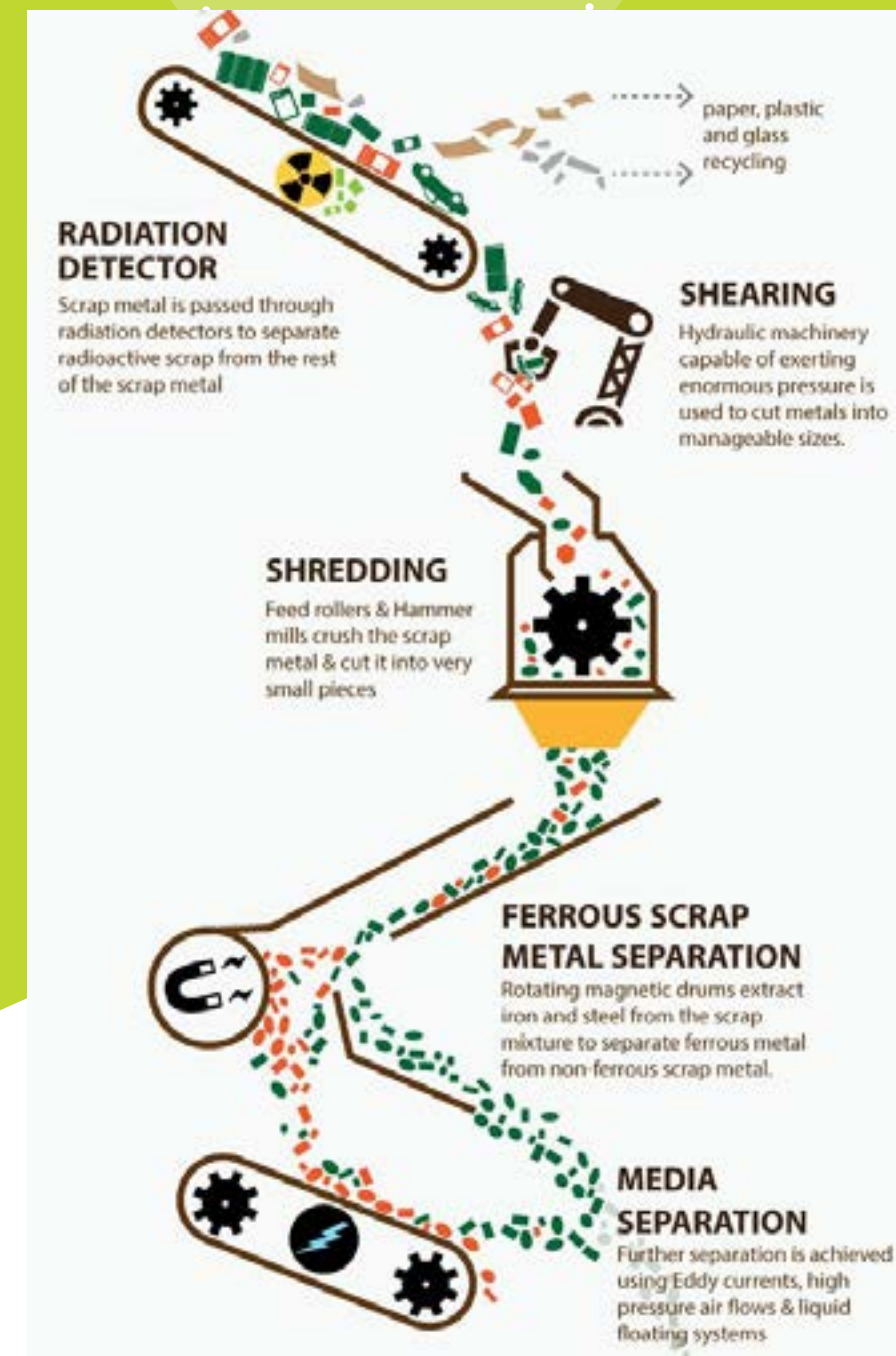 paper, plastic
and glass
recycling
RADIATION
DETECTOR
Scrap metal is passed through
radiation detectors to separate
radioactive scrap from the rest
of the scrap metal
SHEARING
Hydraulic machinery
capable of exerting
enormous pressure is
used to cut metals into
manageable sizes.
SHREDDING
Feed rollers & Hammer
mills crush the scrap
metal & cut it into very
small pieces
FERROUS SCRAP
METAL SEPARATION
Rotating magnetic drums extract
iron and steel from the scrap
mixture to separate ferrous metal
from non-ferrous scrap metal.
MEDIA
SEPARATION
Further separation is achieved
using Eddy currents, high
pressure air flows & liquid
floating systems